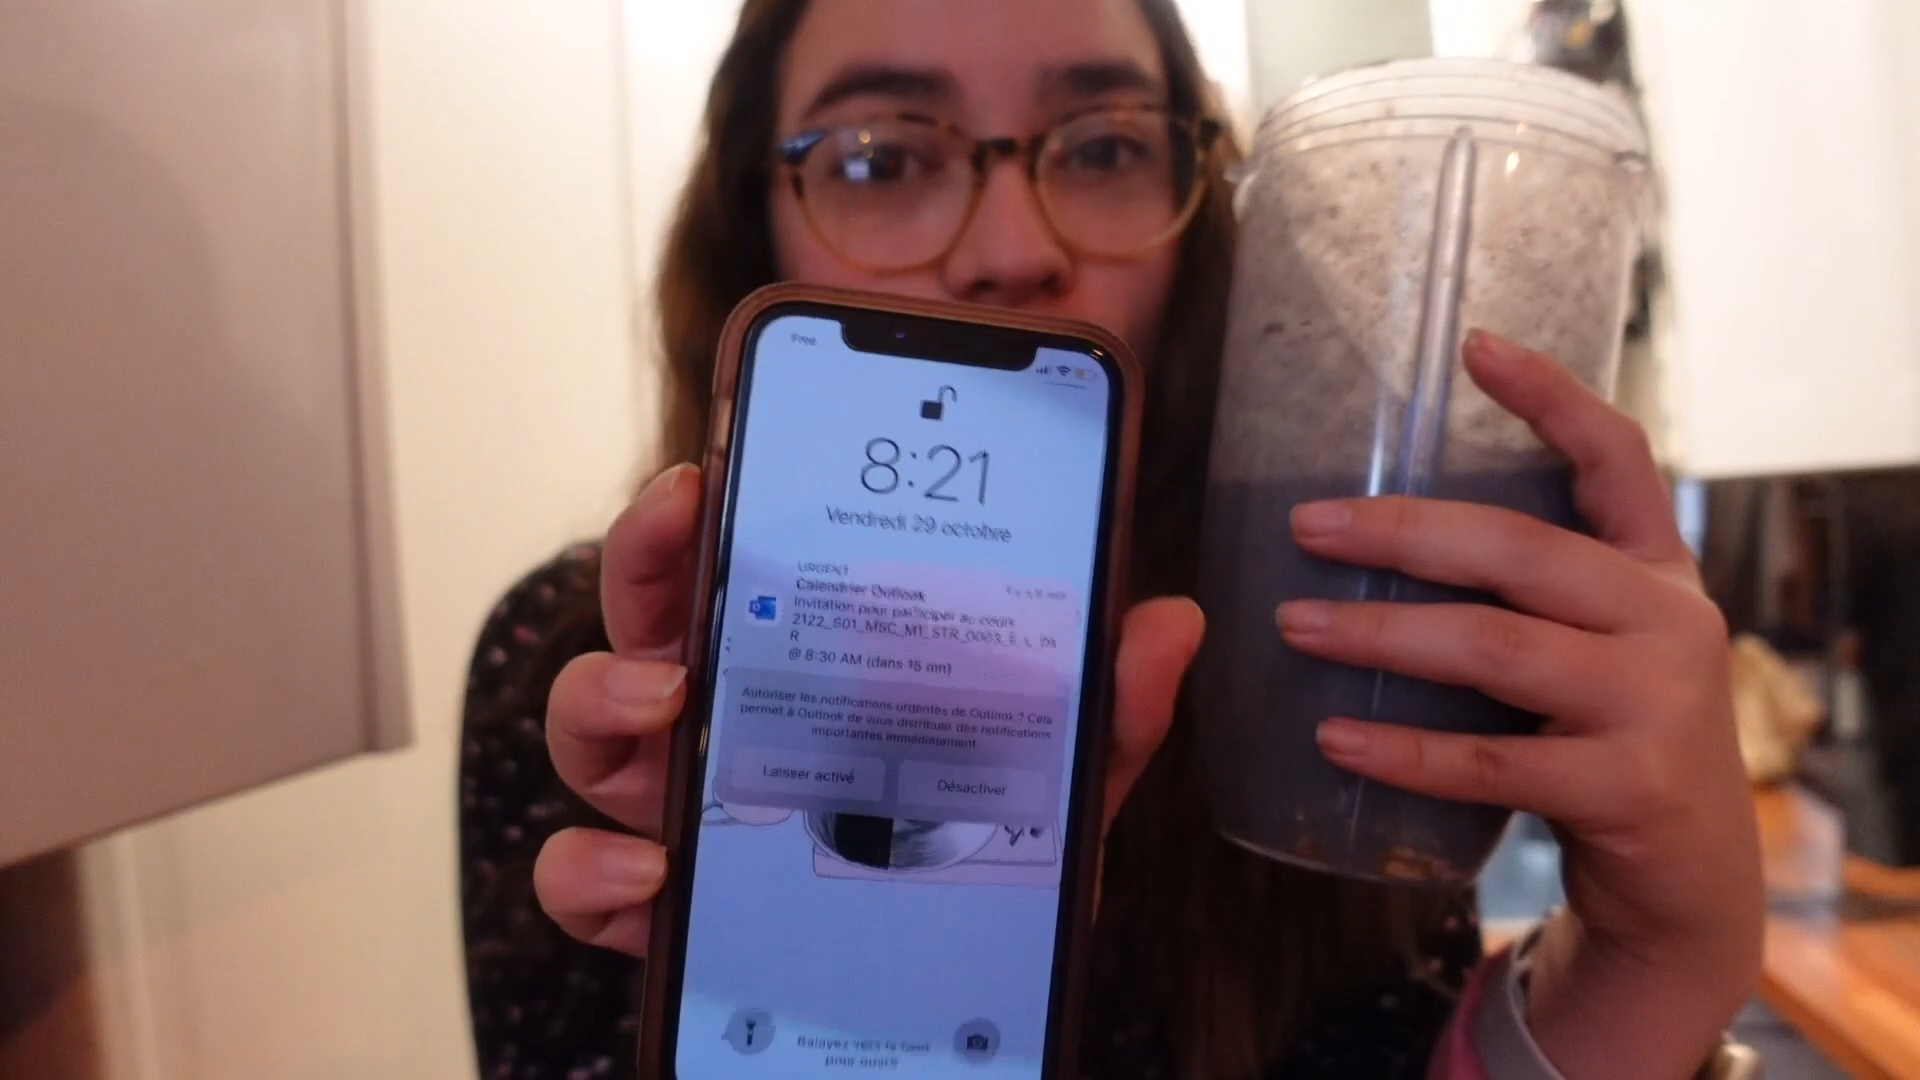 Free
8:21
Vendredi 29 octobre
URGENT
Calendrier Outlook
Invitation pour participer au cours
2122_S01_MSC_M1_STR_0003_E_L_
R
@ 8:30 AM (dans 15 mn)
Autoriser les notifications urgentes de Outlook ? Cela
permet à Outlook de vous distribuer des notifications
importantes immédiatement.
Laisser activé
Désactiver
Balayez vers le haut
pour ouvrir